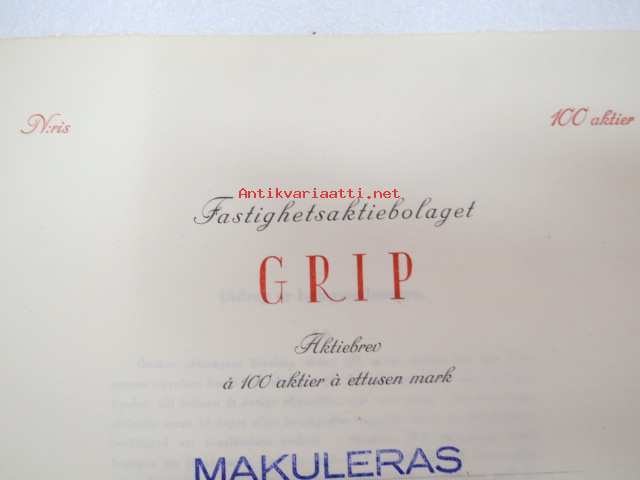 N:ris
100 aktier
Antikvariaatti.net
Fastighetsaktiebolaget
GRIP
Aktiebrev
à 100 aktier à ettusen mark
MAKULERAS